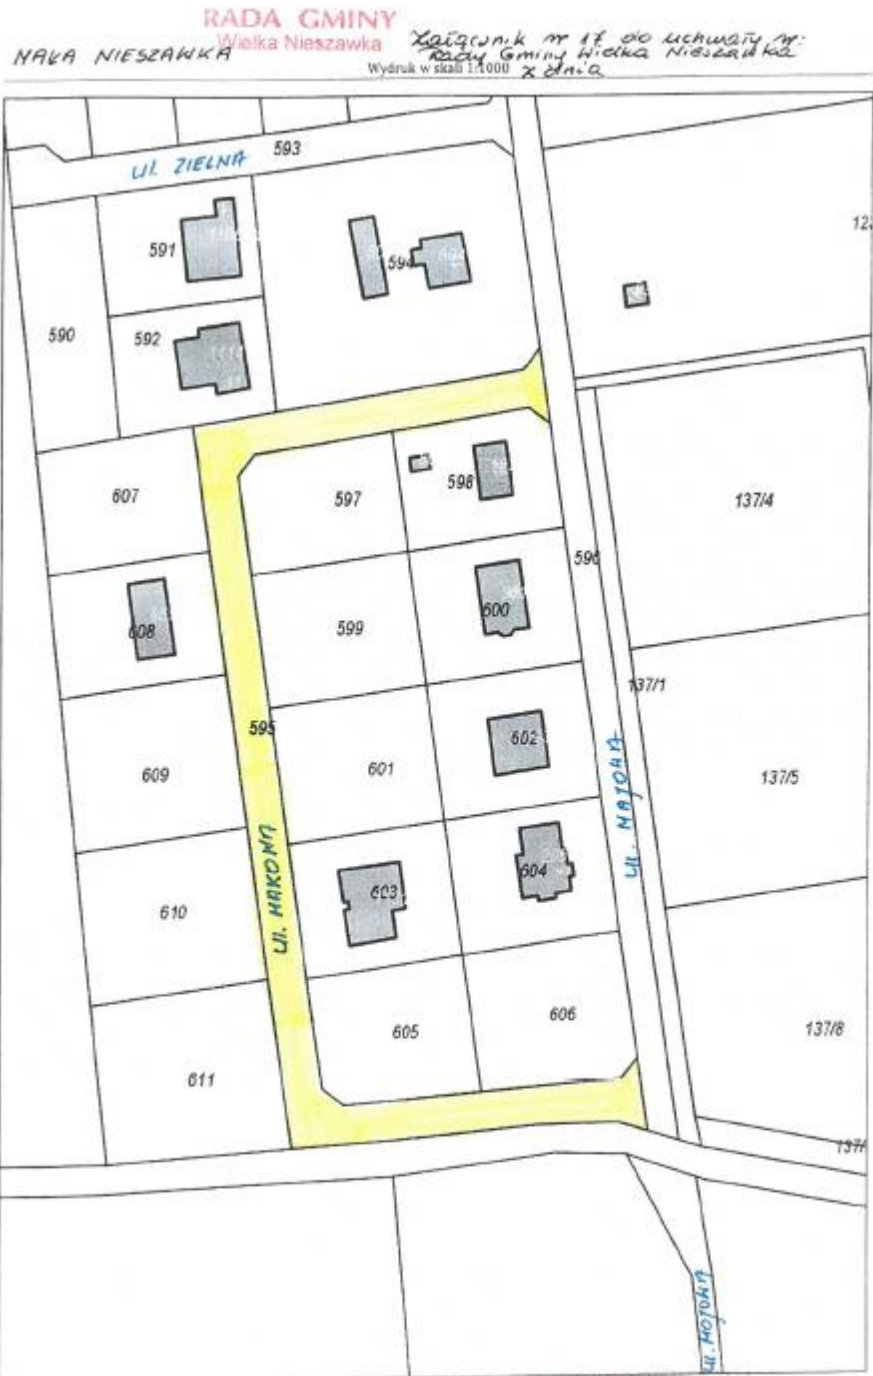 RADA GMINY
Wielka Nieszawka
MAŁA NIESZAWKA
Załącznik nr 17 do uchwały nr:
Rady Gminy Wielka Nieszawka
Wydruk w skali 1:1000
z dnia
ul. ZIELNA
593
591
594
590
592
607
597
598
137/4
596
608
599
600
137/1
595
602
609
601
137/5
ul. MAJOWA
ul. MAKOWA
603
604
610
605
606
137/8
611
ul. MAJOWA